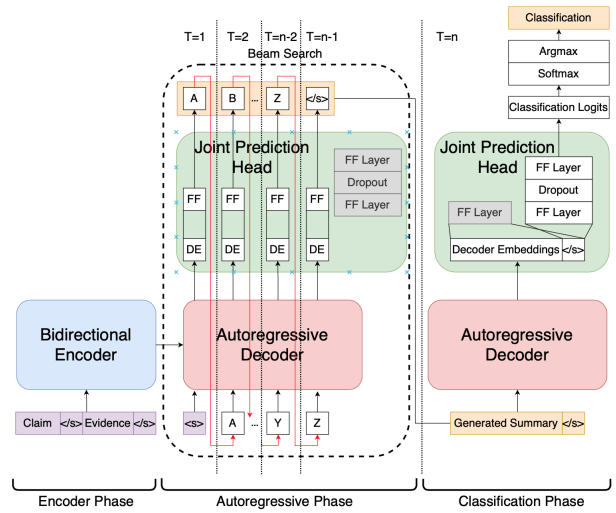 Classification
T=1 T=2 T=n-2 T=n-1 T=n
Beam Search
Argmax
Softmax
A B ... Z </s>
Classification Logits
Joint Prediction
Head
FF Layer
Dropout
FF Layer
FF FF FF FF
DE DE DE DE
Joint Prediction
Head
FF Layer
Dropout
FF Layer
FF Layer
Decoder Embeddings </s>
Bidirectional
Encoder
Autoregressive
Decoder
Autoregressive
Decoder
Claim </s> Evidence </s>
<s> A ... Y Z
Generated Summary </s>
Encoder Phase
Autoregressive Phase
Classification Phase